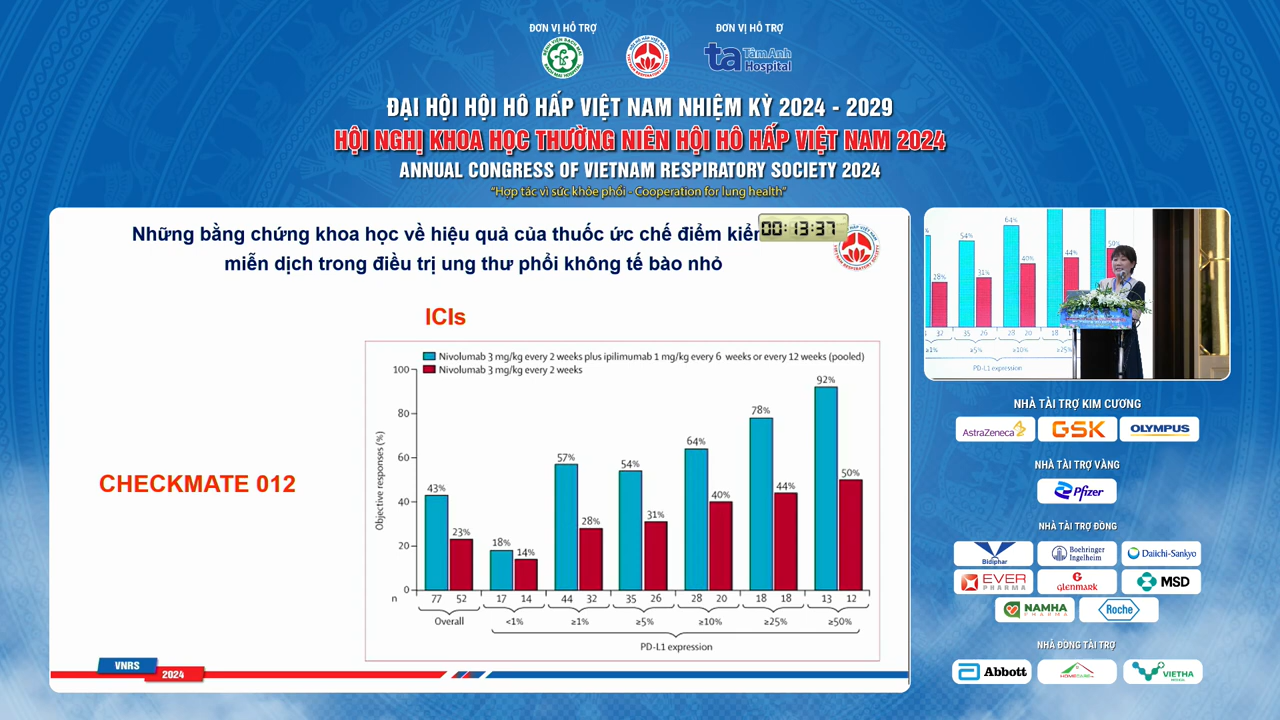 ĐƠN VỊ HỖ TRỢ
ĐƠN VỊ HỖ TRỢ
ta TâmAnh Hospital
ĐẠI HỘI HỘI HÔ HẤP VIỆT NAM NHIỆM KỲ 2024 - 2029
HỘI NGHỊ KHOA HỌC THƯỜNG NIÊN HỘI HÔ HẤP VIỆT NAM 2024
ANNUAL CONGRESS OF VIETNAM RESPIRATORY SOCIETY 2024
“Hợp tác vì sức khỏe phổi - Cooperation for lung health”
Những bằng chứng khoa học về hiệu quả của thuốc ức chế điểm kiểm
00:13:37
miễn dịch trong điều trị ung thư phổi không tế bào nhỏ
ICIs
CHECKMATE 012
Nivolumab 3 mg/kg every 2 weeks plus ipilimumab 1 mg/kg every 6 weeks or every 12 weeks (pooled)
Nivolumab 3 mg/kg every 2 weeks
Objective responses (%)
100
80
60
40
20
0
43% 23% 18% 14% 57% 28% 54% 31% 64% 40% 78% 44% 92% 50%
n 77 52 17 14 44 32 35 26 28 20 18 18 13 12
Overall <1% ≥1% ≥5% ≥10% ≥25% ≥50%
PD-L1 expression
VNRS
2024
54% 64% 50%
28% 31% 40%
32 35 26 28 20 18
≥1% ≥5% ≥10% ≥25%
PD-L1 expression
NHÀ TÀI TRỢ KIM CƯƠNG
AstraZeneca GSK OLYMPUS
NHÀ TÀI TRỢ VÀNG
Pfizer
NHÀ TÀI TRỢ ĐỒNG
Bidiphar Boehringer Ingelheim Daiichi-Sankyo
EVER PHARMA GLENMARK MSD
NAMHA PHARMA Roche
NHÀ ĐỒNG TÀI TRỢ
Abbott HOMECARE VIETHA